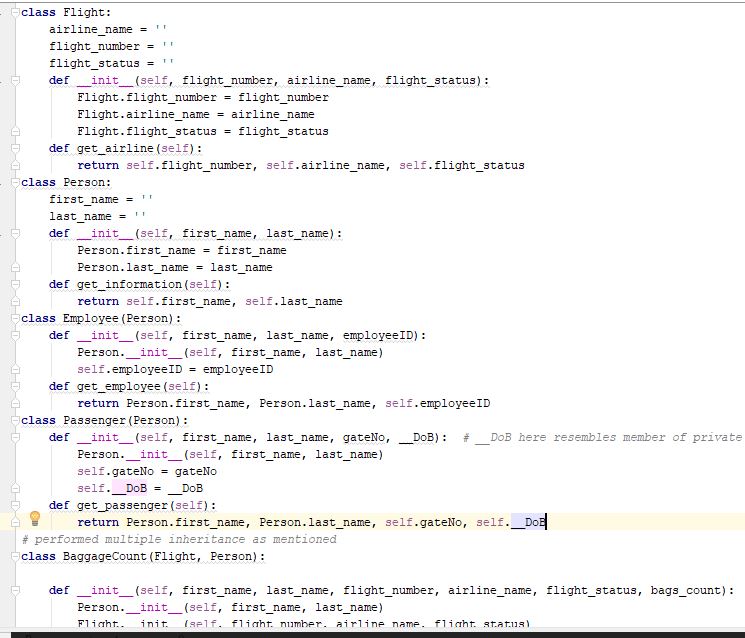 class Flight:
    airline_name = ''
    flight_number = ''
    flight_status = ''
    def __init__(self, flight_number, airline_name, flight_status):
        Flight.flight_number = flight_number
        Flight.airline_name = airline_name
        Flight.flight_status = flight_status
    def get_airline(self):
        return self.flight_number, self.airline_name, self.flight_status
class Person:
    first_name = ''
    last_name = ''
    def __init__(self, first_name, last_name):
        Person.first_name = first_name
        Person.last_name = last_name
    def get_information(self):
        return self.first_name, self.last_name
class Employee(Person):
    def __init__(self, first_name, last_name, employeeID):
        Person.__init__(self, first_name, last_name)
        self.employeeID = employeeID
    def get_employee(self):
        return Person.first_name, Person.last_name, self.employeeID
class Passenger(Person):
    def __init__(self, first_name, last_name, gateNo, __DoB):  # __DoB here resembles member of private
        Person.__init__(self, first_name, last_name)
        self.gateNo = gateNo
        self.__DoB = __DoB
    def get_passenger(self):
        return Person.first_name, Person.last_name, self.gateNo, self.__DoB
# performed multiple inheritance as mentioned
class BaggageCount(Flight, Person):
    def __init__(self, first_name, last_name, flight_number, airline_name, flight_status, bags_count):
        Person.__init__(self, first_name, last_name)
        Flight.__init__(self, flight_number, airline_name, flight_status)